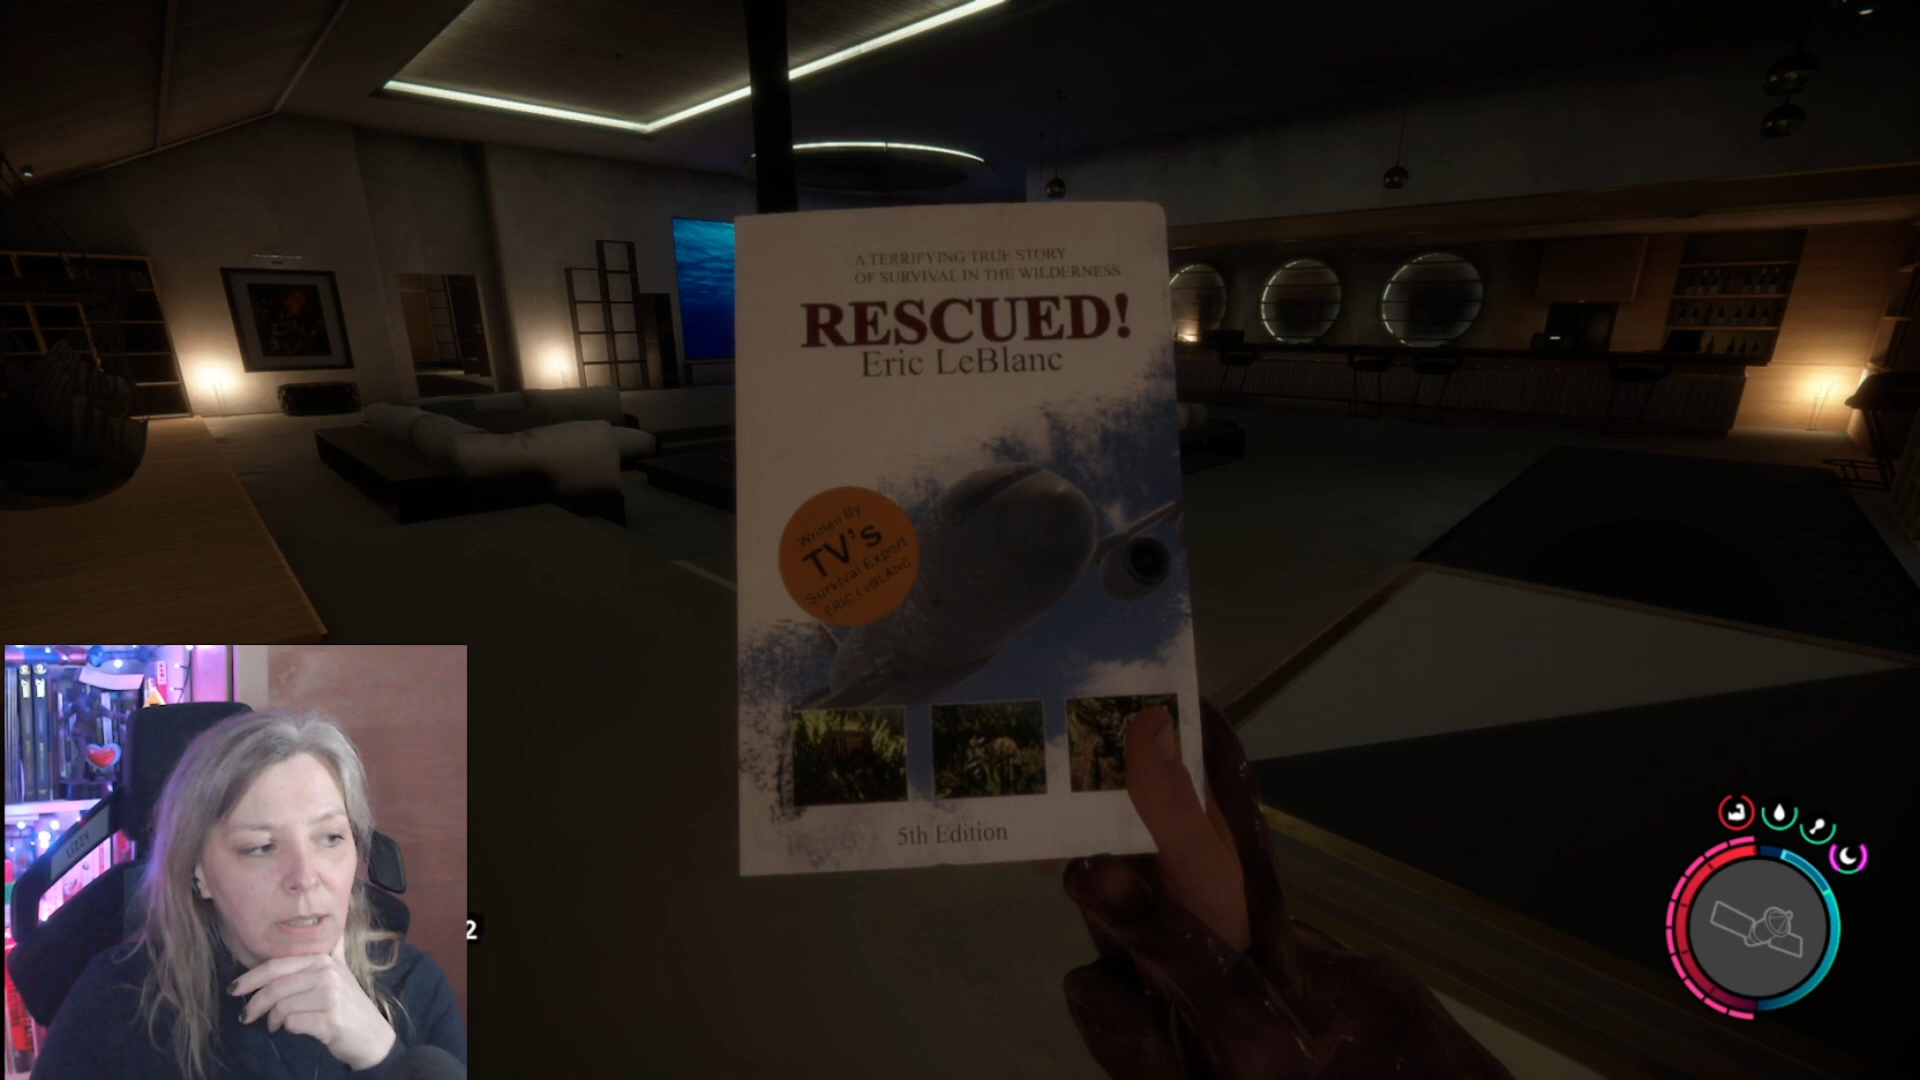 A TERRIFYING TRUE STORY
OF SURVIVAL IN THE WILDERNESS
RESCUED!
Eric LeBlanc
Written By
TV's
Survival Expert
ERIC LeBLANC
5th Edition
LIZZY
2